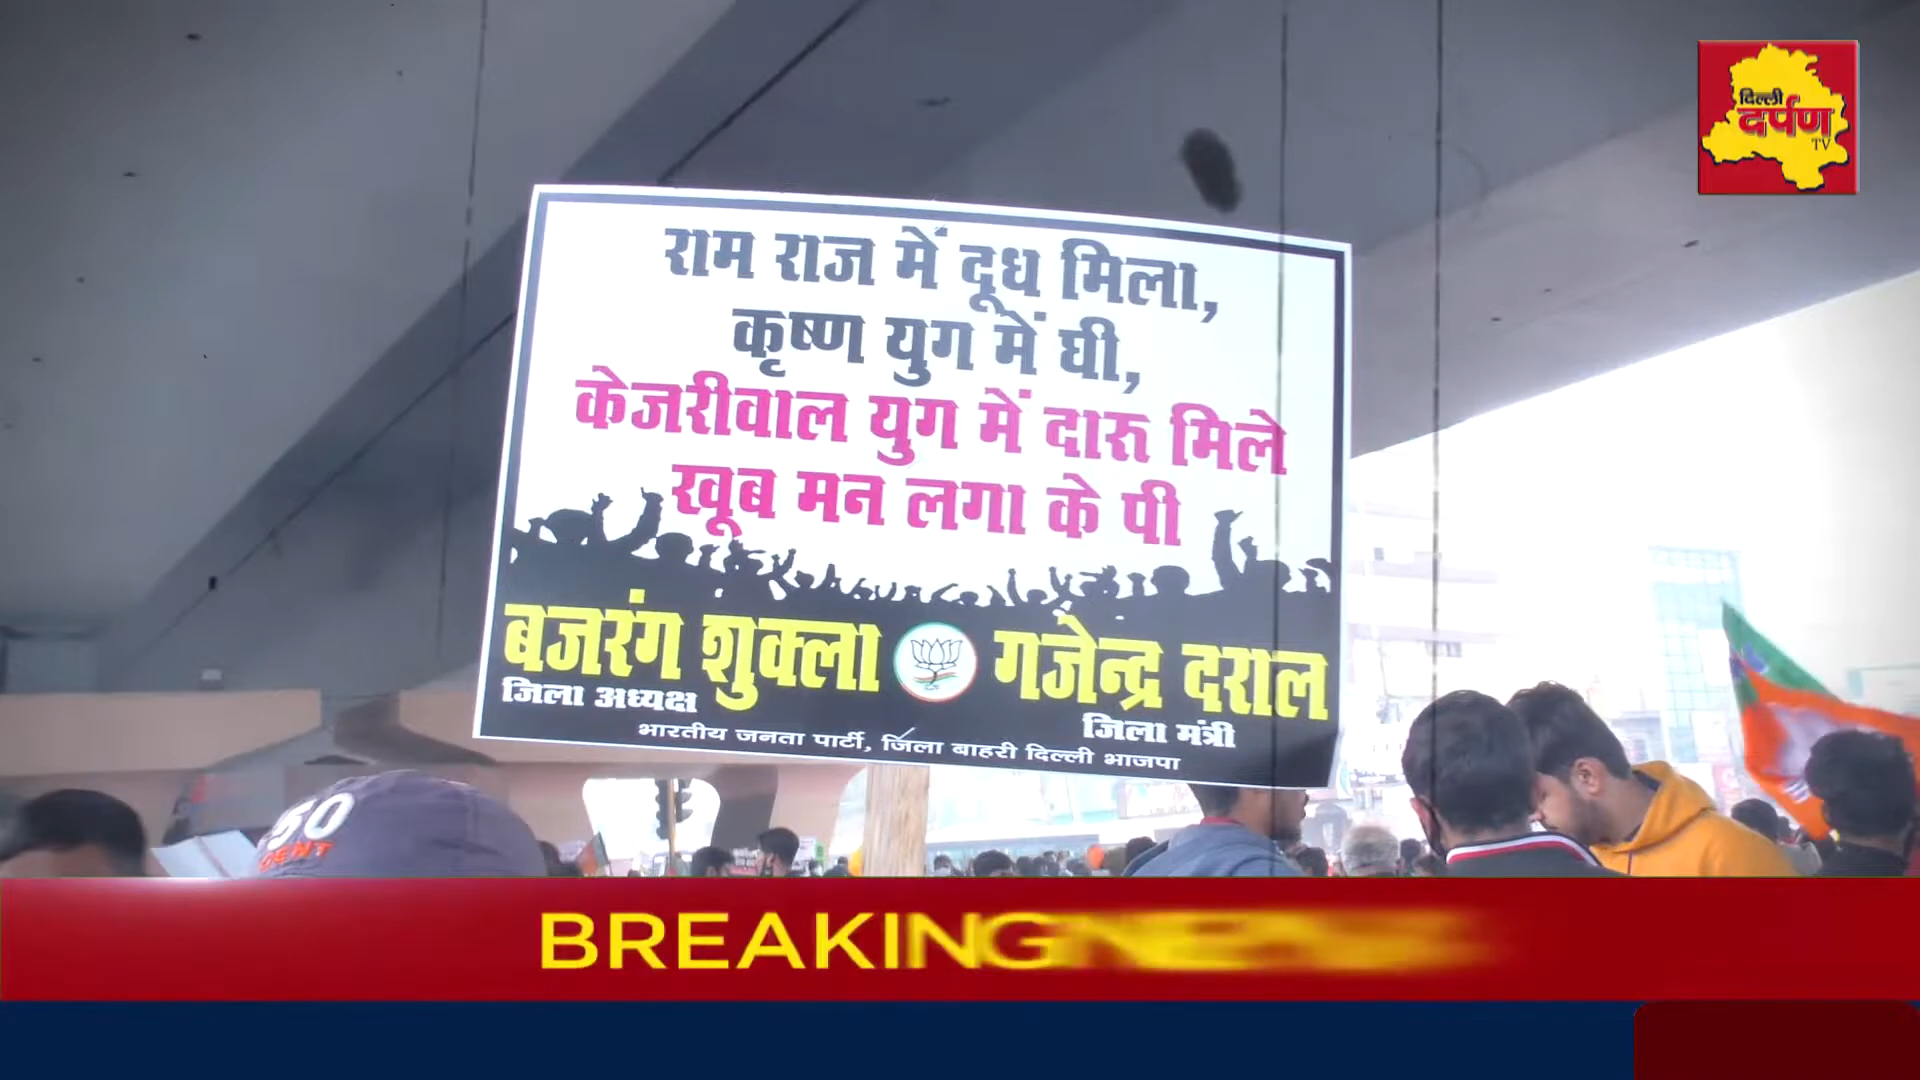 दिल्ली
दर्पण
TV
राम राज में दूध मिला,
कृष्ण युग में घी,
केजरीवाल युग में दारू मिले
खूब मन लगा के पी
बजरंग शुक्ला
गजेन्द्र दराल
जिला अध्यक्ष
जिला मंत्री
भारतीय जनता पार्टी, जिला बाहरी दिल्ली भाजपा
50
BREAKING